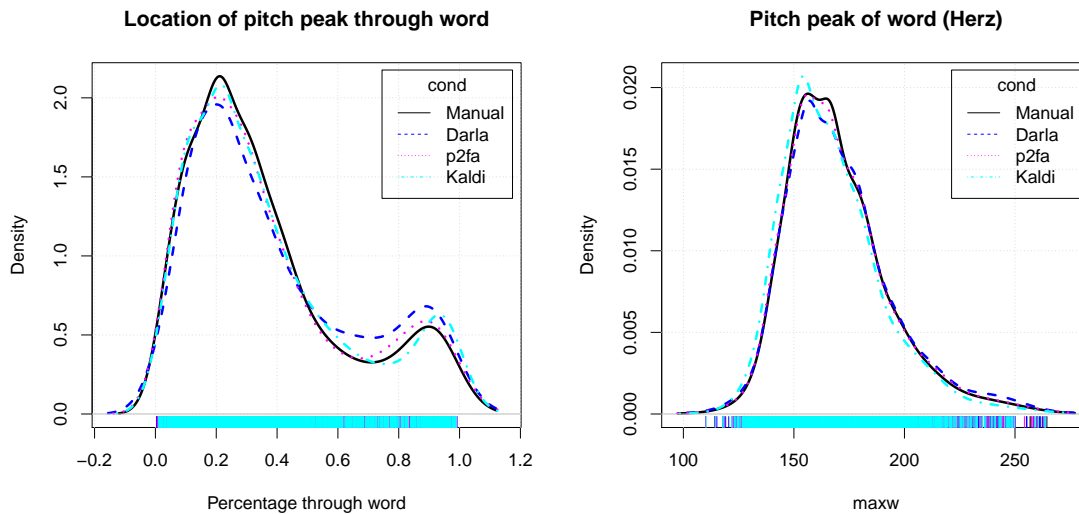 Location of pitch peak through word
Density
0.0
0.5
1.0
1.5
2.0
cond
Manual
Darla
p2fa
Kaldi
−0.2 0.0 0.2 0.4 0.6 0.8 1.0 1.2
Percentage through word
Pitch peak of word (Herz)
Density
0.000
0.005
0.010
0.015
0.020
cond
Manual
Darla
p2fa
Kaldi
100 150 200 250
maxw